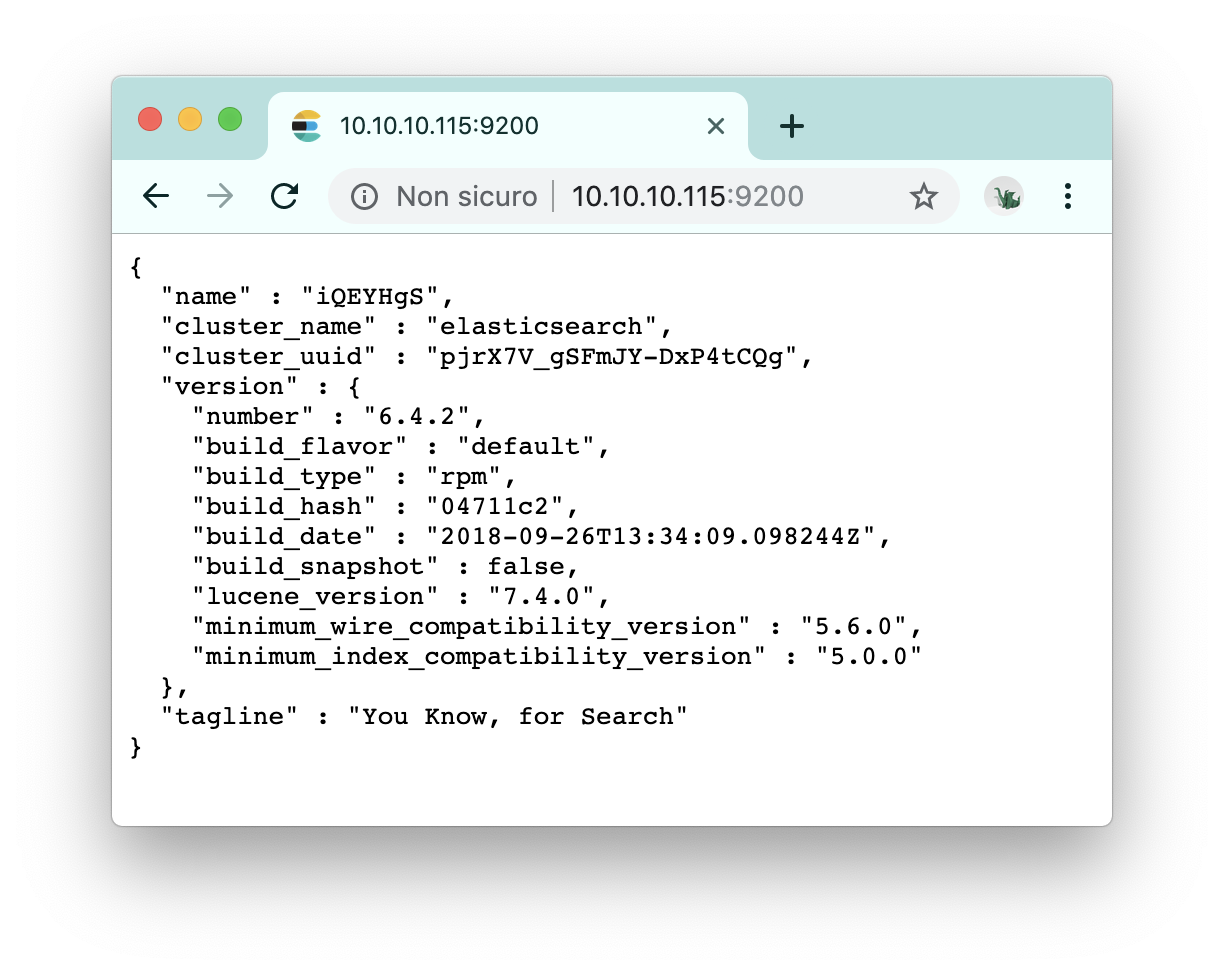 10.10.10.115:9200
Non sicuro 10.10.10.115:9200
{
  "name" : "iQEYHgS",
  "cluster_name" : "elasticsearch",
  "cluster_uuid" : "pjrX7V_gSFmJY-DxP4tCQg",
  "version" : {
    "number" : "6.4.2",
    "build_flavor" : "default",
    "build_type" : "rpm",
    "build_hash" : "04711c2",
    "build_date" : "2018-09-26T13:34:09.098244Z",
    "build_snapshot" : false,
    "lucene_version" : "7.4.0",
    "minimum_wire_compatibility_version" : "5.6.0",
    "minimum_index_compatibility_version" : "5.0.0"
  },
  "tagline" : "You Know, for Search"
}